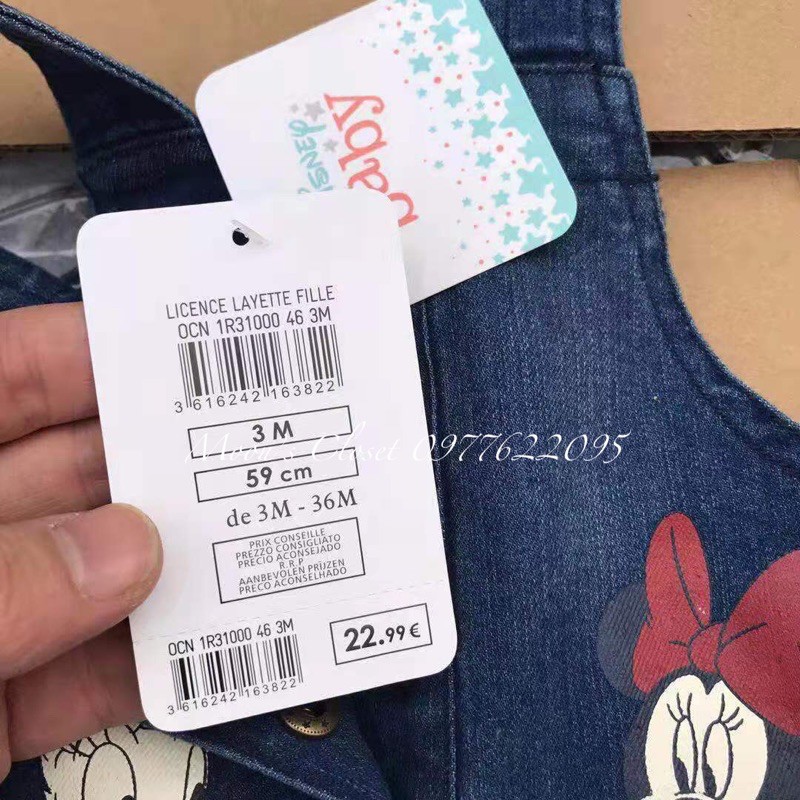 DISNEP
baby
LICENCE LAYETTE FILLE
OCN 1R31000 46 3M
3 616242 163822
3 M
59 cm
de 3M - 36M
PRIX CONSEILLE
PREZZO CONSIGLIATO
PRECIO ACONSEJADO
R.R.P
AANBEVOLEN PRIJZEN
PRECO ACONSELHADO
OCN 1R31000 46 3M
3 616242 163822
22.99€
Moon's Closet 0977622095